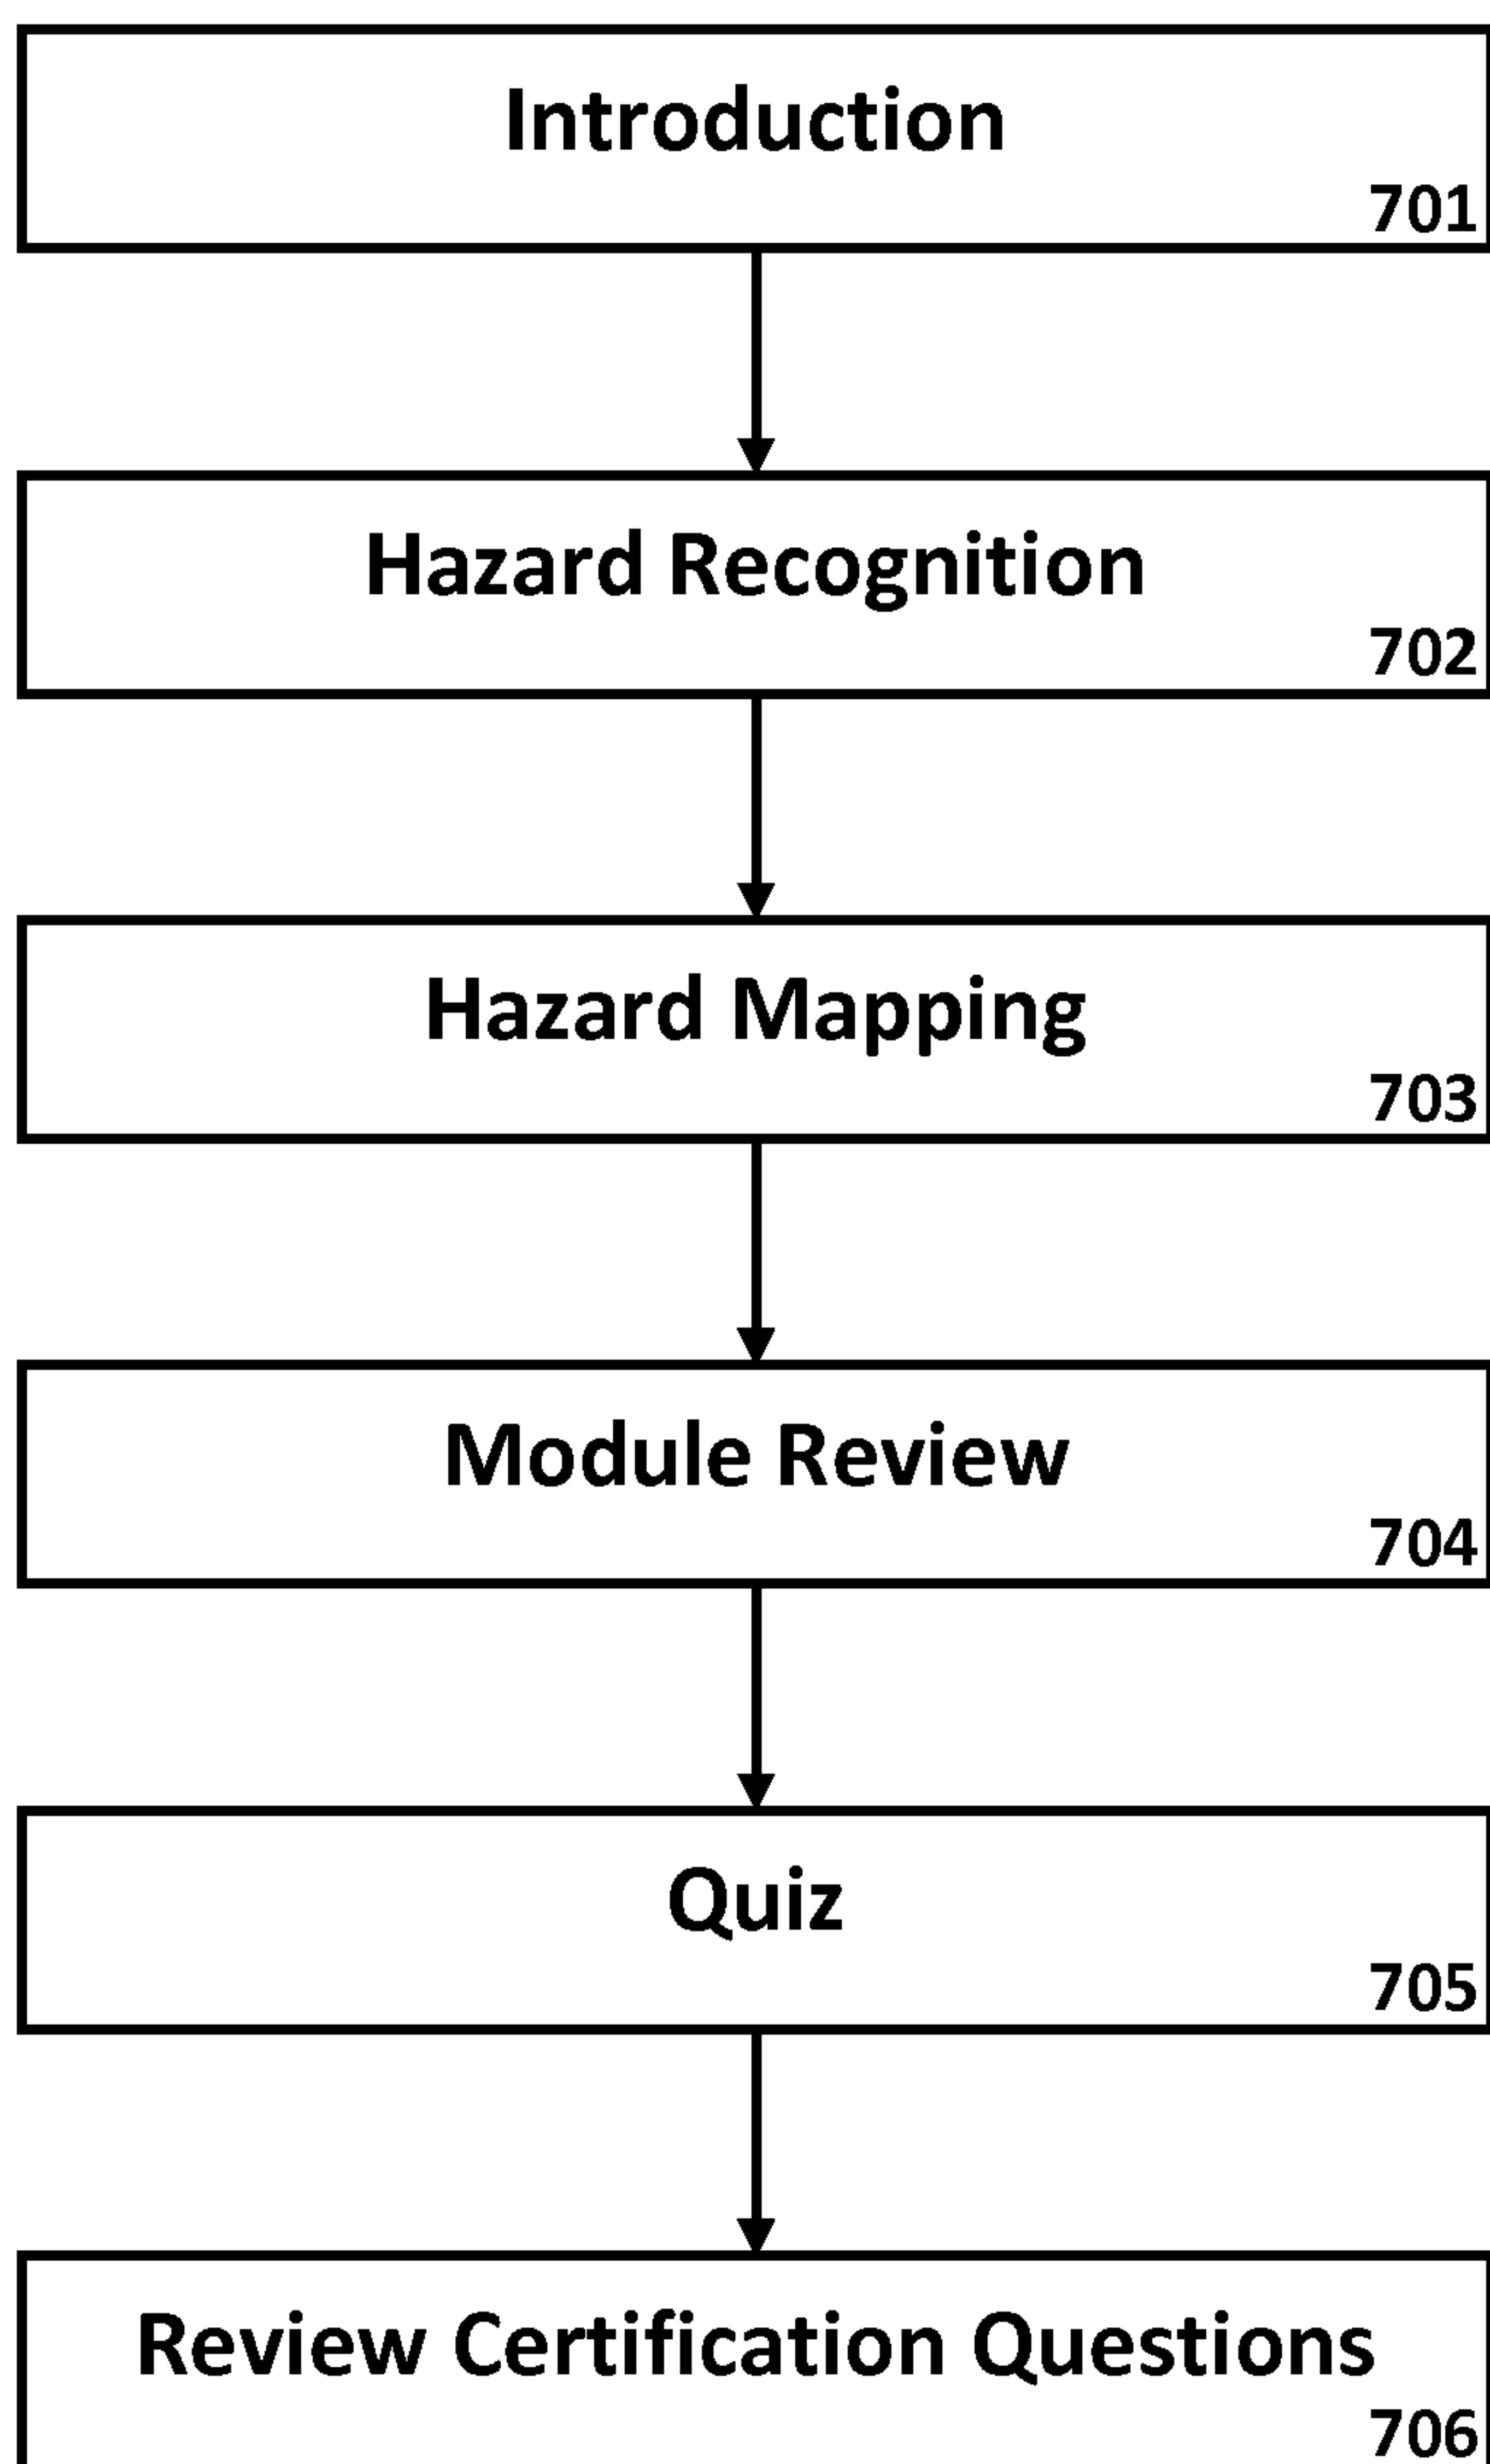 Introduction
701
Hazard Recognition
702
Hazard Mapping
703
Module Review
704
Quiz
705
Review Certification Questions
706